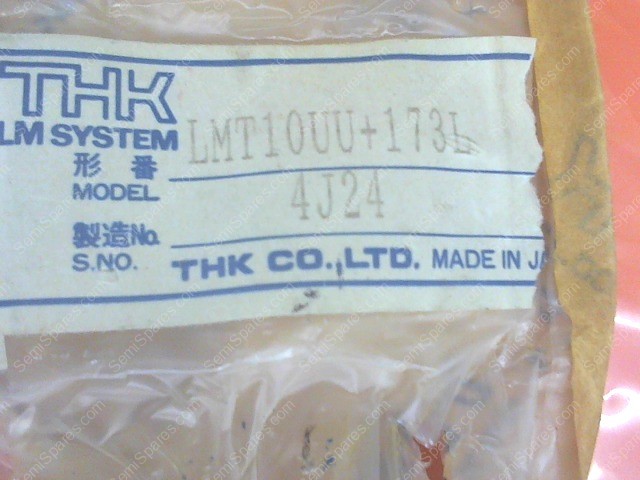 THK
LM SYSTEM
形番
MODEL
LMT10UU+173L
4J24
製造No.
S.NO.
THK CO.,LTD. MADE IN JA